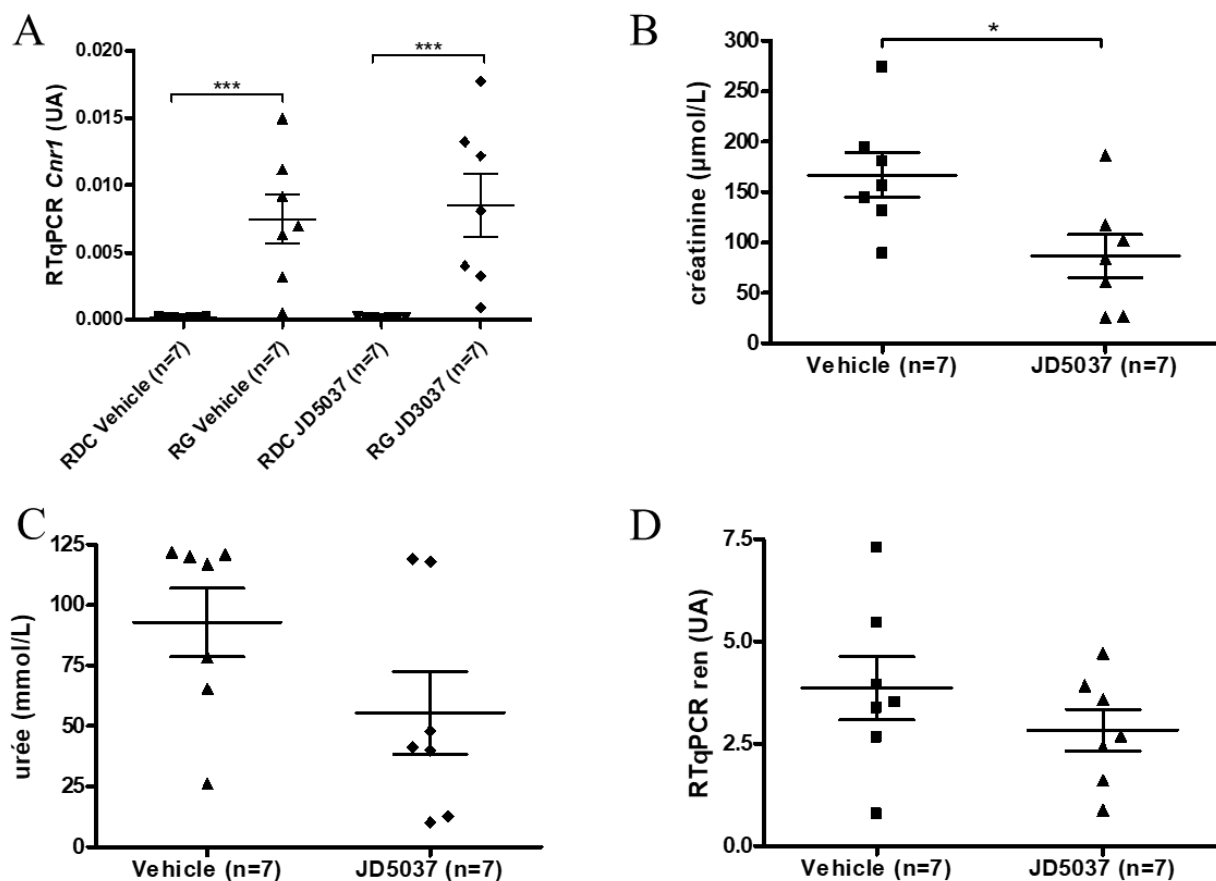 A
RTqPCR Cnr1 (UA)
0.020
0.015
0.010
0.005
0.000
***
***
RDC Vehicle (n=7)
RG Vehicle (n=7)
RDC JD5037 (n=7)
RG JD3037 (n=7)
B
créatinine (µmol/L)
300
250
200
150
100
50
0
*
Vehicle (n=7)
JD5037 (n=7)
C
urée (mmol/L)
125
100
75
50
25
0
Vehicle (n=7)
JD5037 (n=7)
D
RTqPCR ren (UA)
7.5
5.0
2.5
0.0
Vehicle (n=7)
JD5037 (n=7)